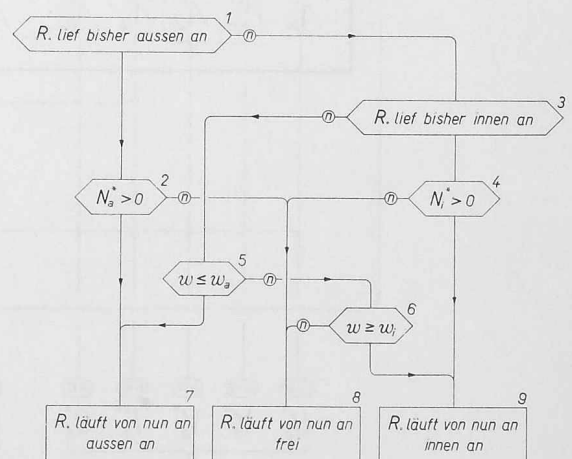 1
R. lief bisher aussen an
n
3
n
R. lief bisher innen an
2
N*a > 0
n
n
4
N*i > 0
5
w ≤ wa
n
6
n
w ≥ wi
7
R. läuft von nun an
aussen an
8
R. läuft von nun an
frei
9
R. läuft von nun an
innen an